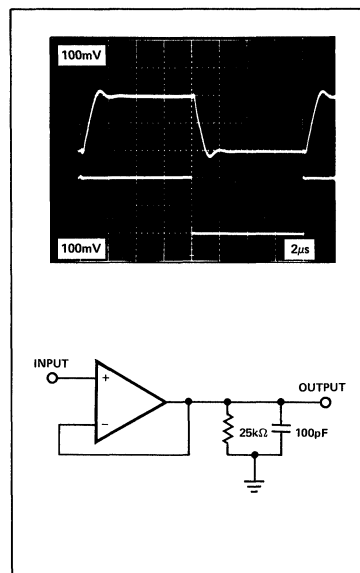 100mV
100mV 2μs
INPUT
+
−
OUTPUT
25kΩ 100pF